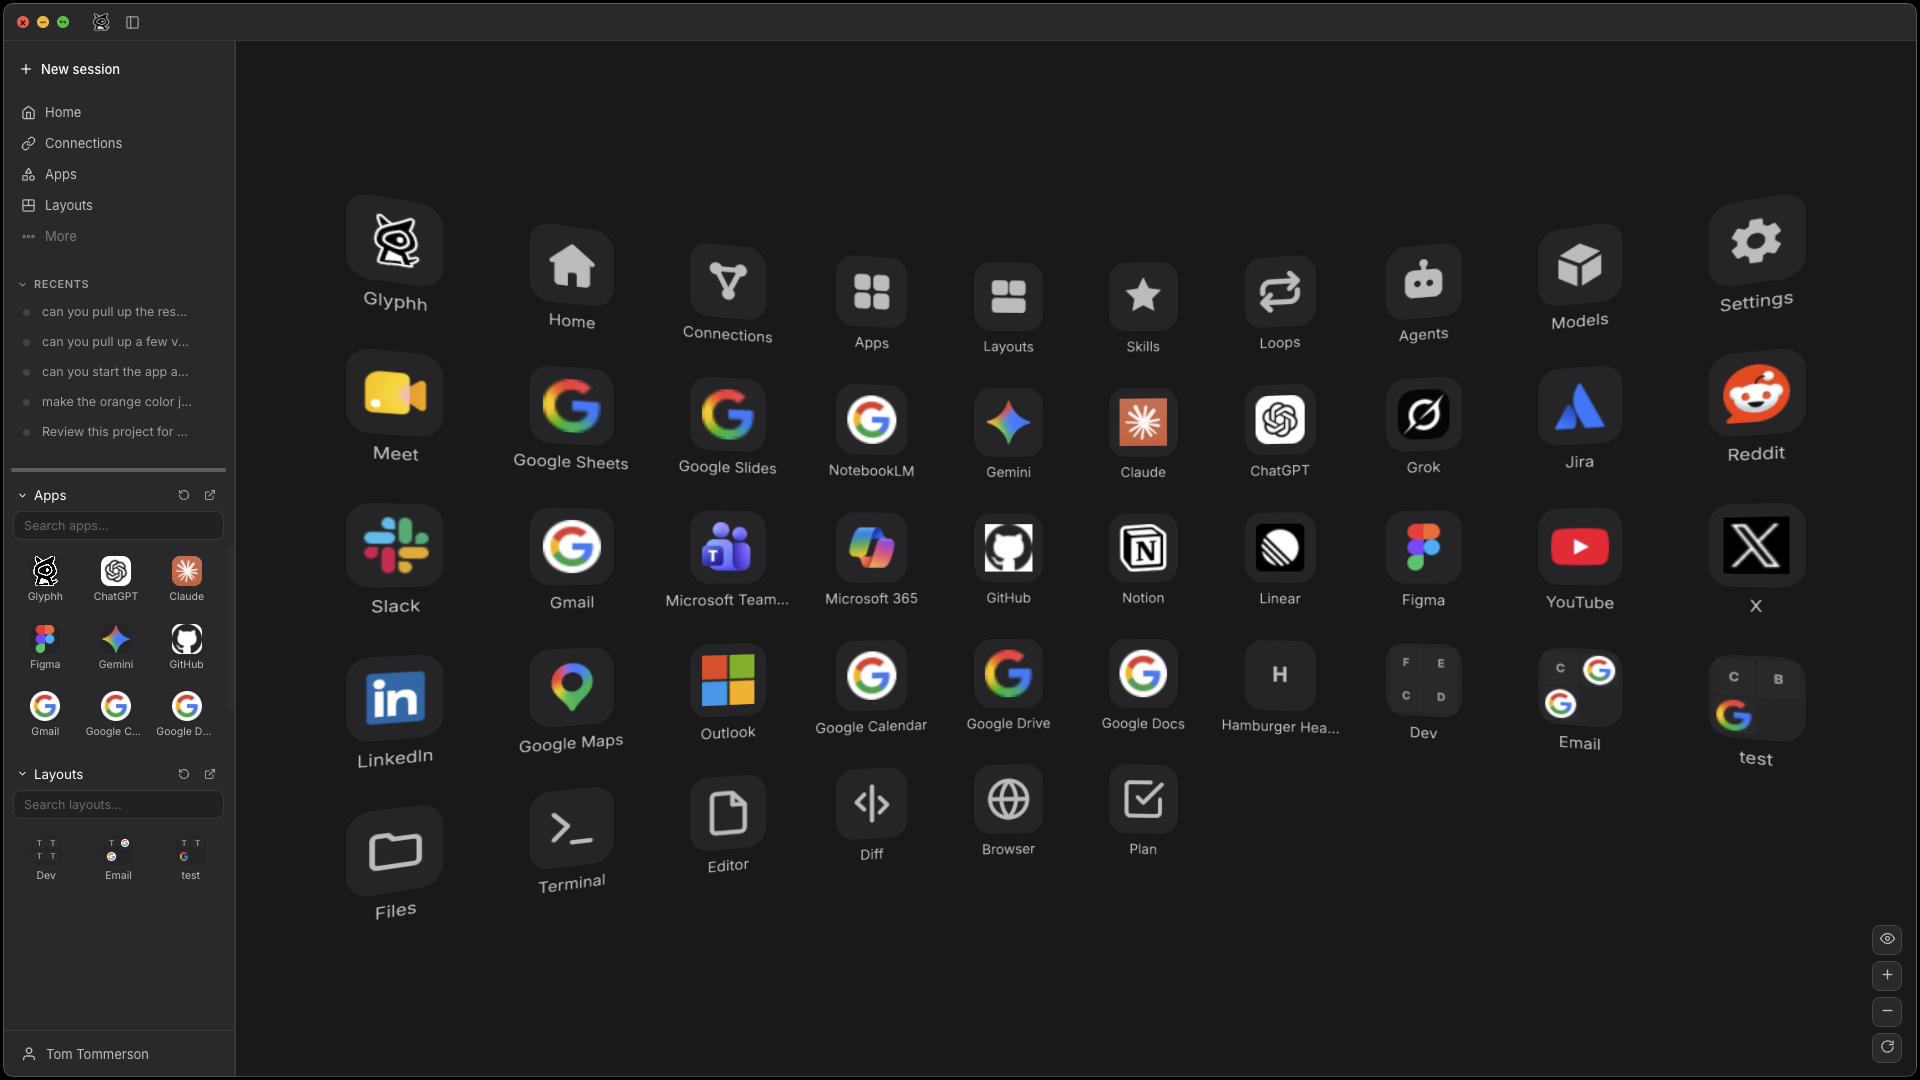 New session
Home
Connections
Apps
Layouts
More
RECENTS
can you pull up the res...
can you pull up a few v...
can you start the app a...
make the orange color j...
Review this project for ...
Apps
Search apps...
Glyphh
ChatGPT
Claude
Figma
Gemini
GitHub
Gmail
Google C...
Google D...
Layouts
Search layouts...
T T
T T
Dev
T
Email
T T
test
Tom Tommerson
Glyphh
Home
Connections
Apps
Layouts
Skills
Loops
Agents
Models
Settings
Meet
Google Sheets
Google Slides
NotebookLM
Gemini
Claude
ChatGPT
Grok
Jira
Reddit
Slack
Gmail
T
Microsoft Team...
Microsoft 365
GitHub
N
Notion
Linear
Figma
YouTube
X
X
in
LinkedIn
Google Maps
Outlook
Google Calendar
Google Drive
Google Docs
H
Hamburger Hea...
F E
C D
Dev
C
Email
C B
test
Files
Terminal
Editor
Diff
Browser
Plan